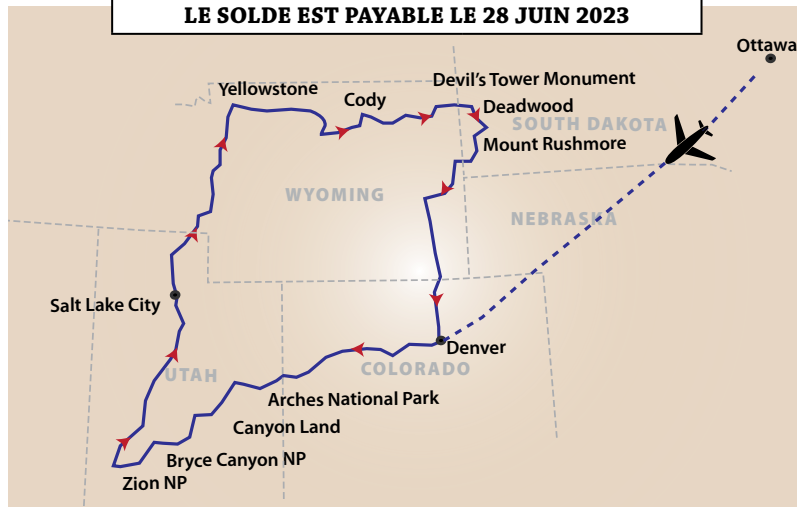 LE SOLDE EST PAYABLE LE 28 JUIN 2023
Ottawa
Devil's Tower Monument
Yellowstone
Cody
Deadwood
SOUTH DAKOTA
Mount Rushmore
WYOMING
NEBRASKA
Salt Lake City
Denver
COLORADO
UTAH
Arches National Park
Canyon Land
Bryce Canyon NP
Zion NP